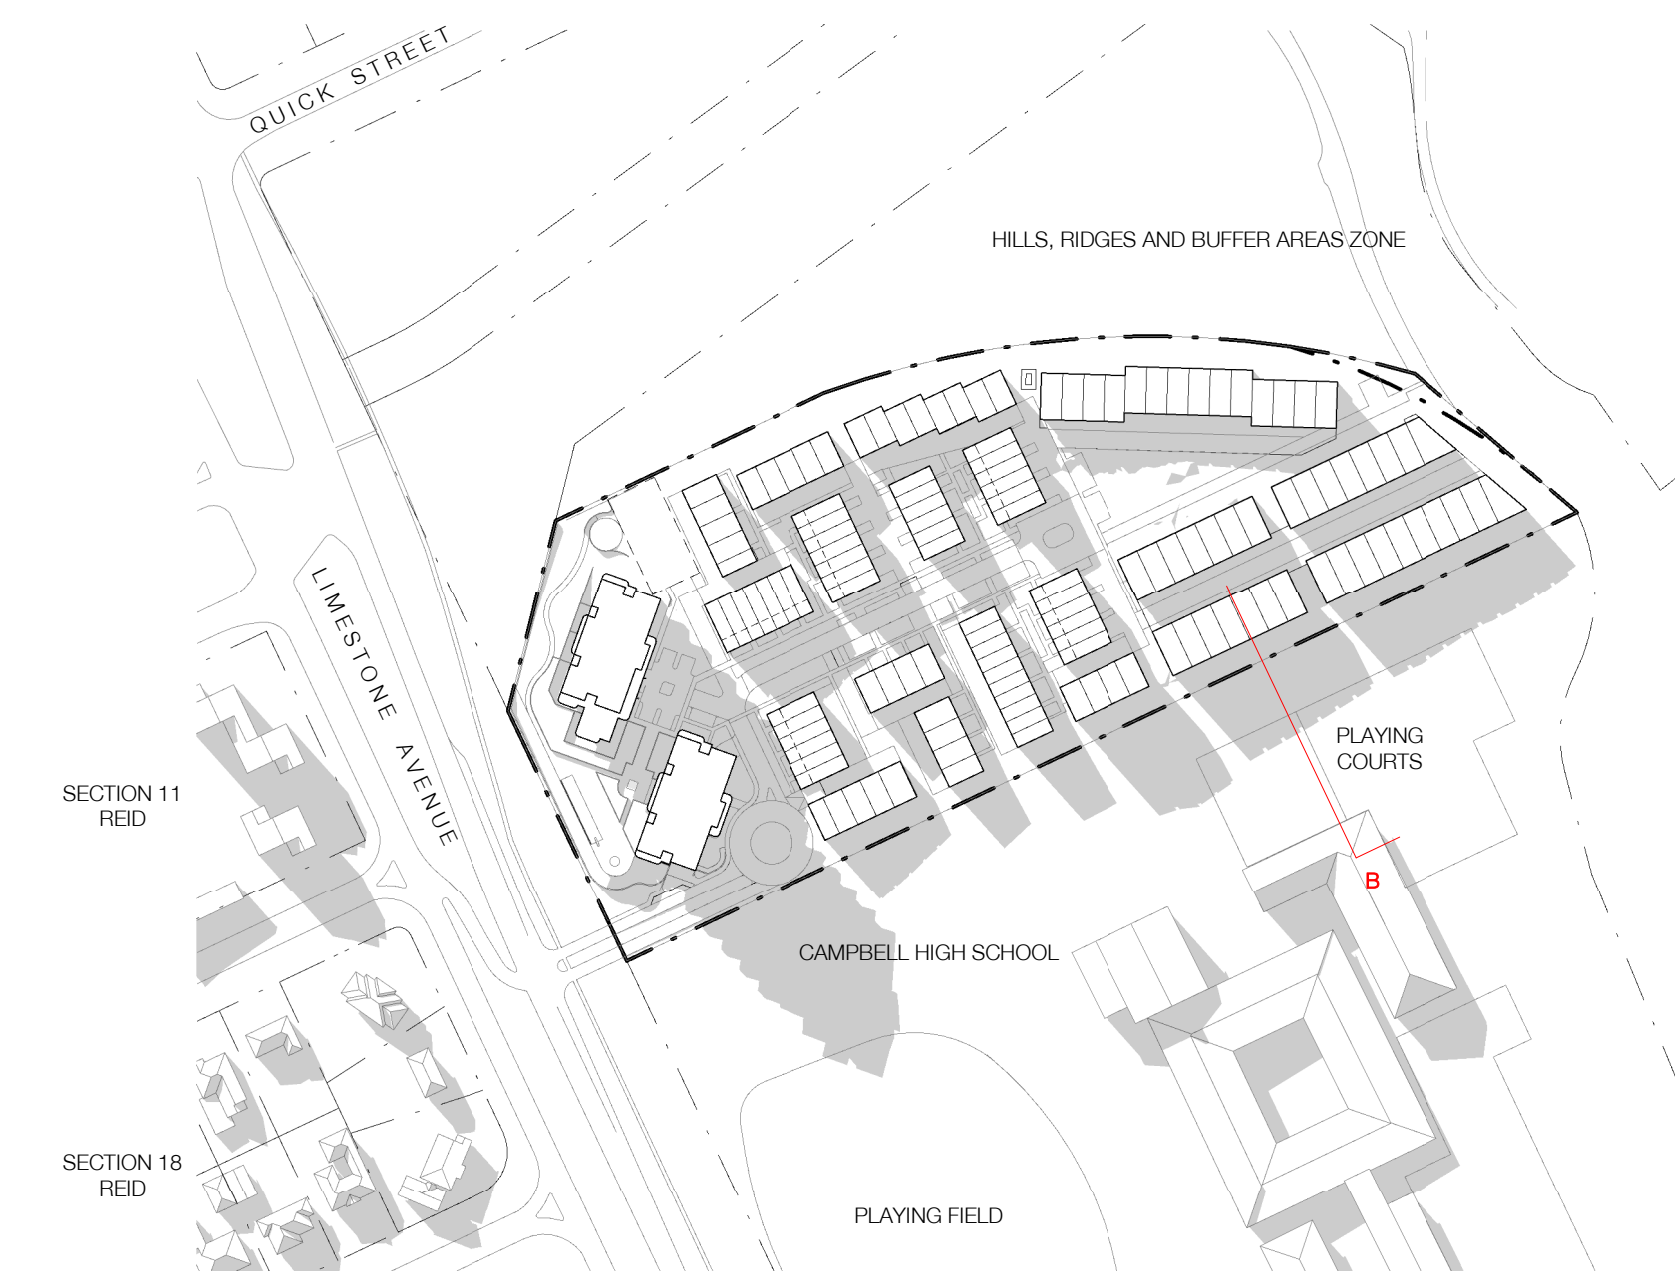 QUICK STREET
HILLS, RIDGES AND BUFFER AREAS ZONE
LIMESTONE AVENUE
PLAYING
COURTS
SECTION 11
REID
B
CAMPBELL HIGH SCHOOL
SECTION 18
REID
PLAYING FIELD